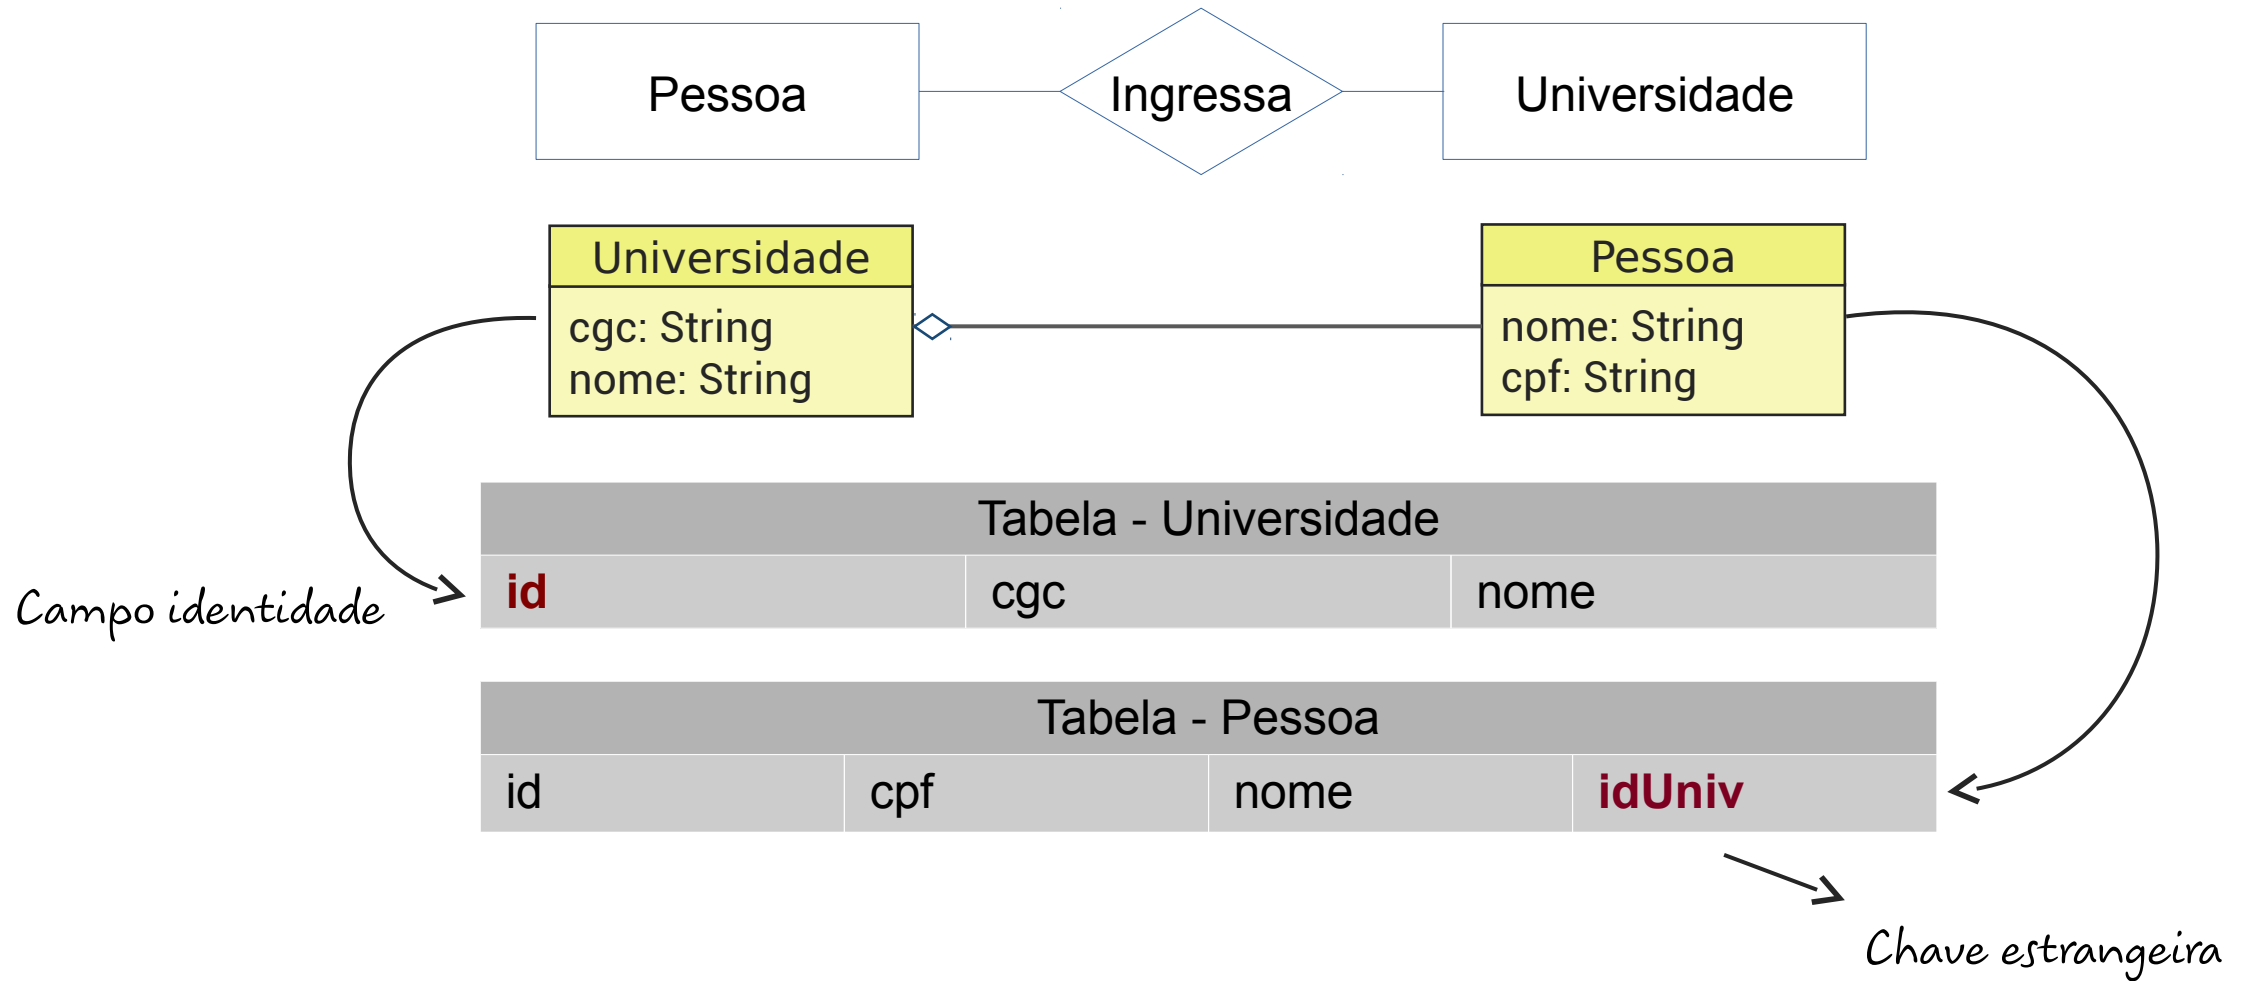 Pessoa
Ingressa
Universidade
Universidade
cgc: String
nome: String
Pessoa
nome: String
cpf: String
Tabela - Universidade
id
cgc
nome
Campo identidade
Tabela - Pessoa
id
cpf
nome
idUniv
Chave estrangeira